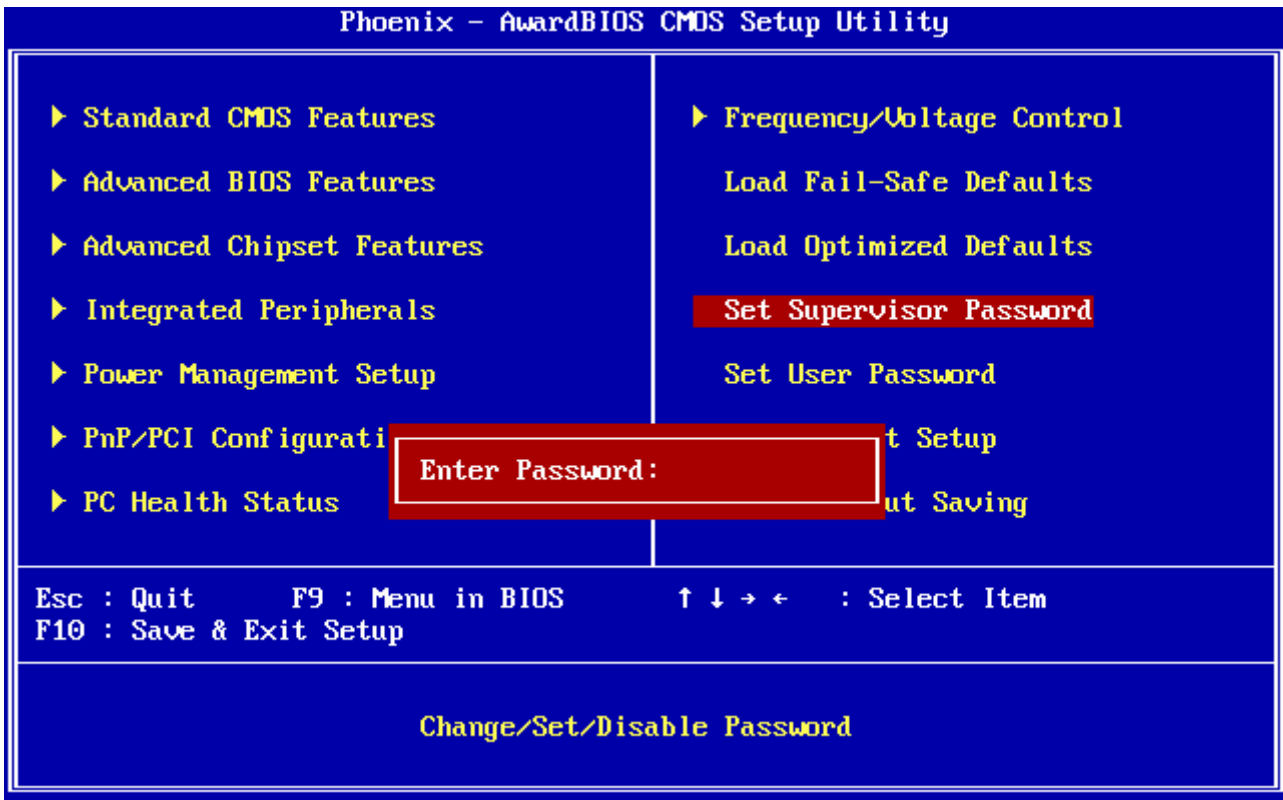 Phoenix - AwardBIOS CMOS Setup Utility
Standard CMOS Features
Advanced BIOS Features
Advanced Chipset Features
Integrated Peripherals
Power Management Setup
PnP/PCI Configurati
PC Health Status
Frequency/Voltage Control
Load Fail-Safe Defaults
Load Optimized Defaults
Set Supervisor Password
Set User Password
t Setup
ut Saving
Enter Password:
Esc : Quit F9 : Menu in BIOS ↑ ↓ → ← : Select Item
F10 : Save & Exit Setup
Change/Set/Disable Password